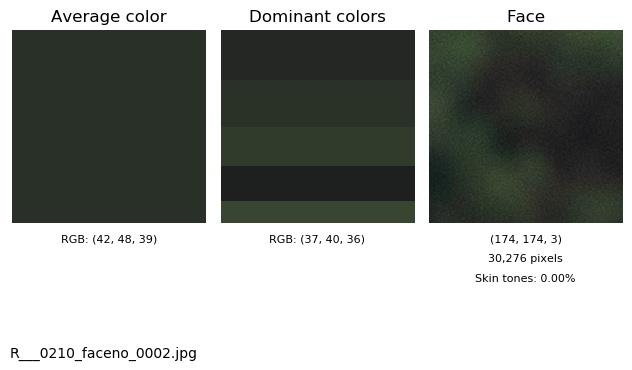 Average color
Dominant colors
Face
RGB: (42, 48, 39)
RGB: (37, 40, 36)
(174, 174, 3)
30,276 pixels
Skin tones: 0.00%
R___0210_faceno_0002.jpg